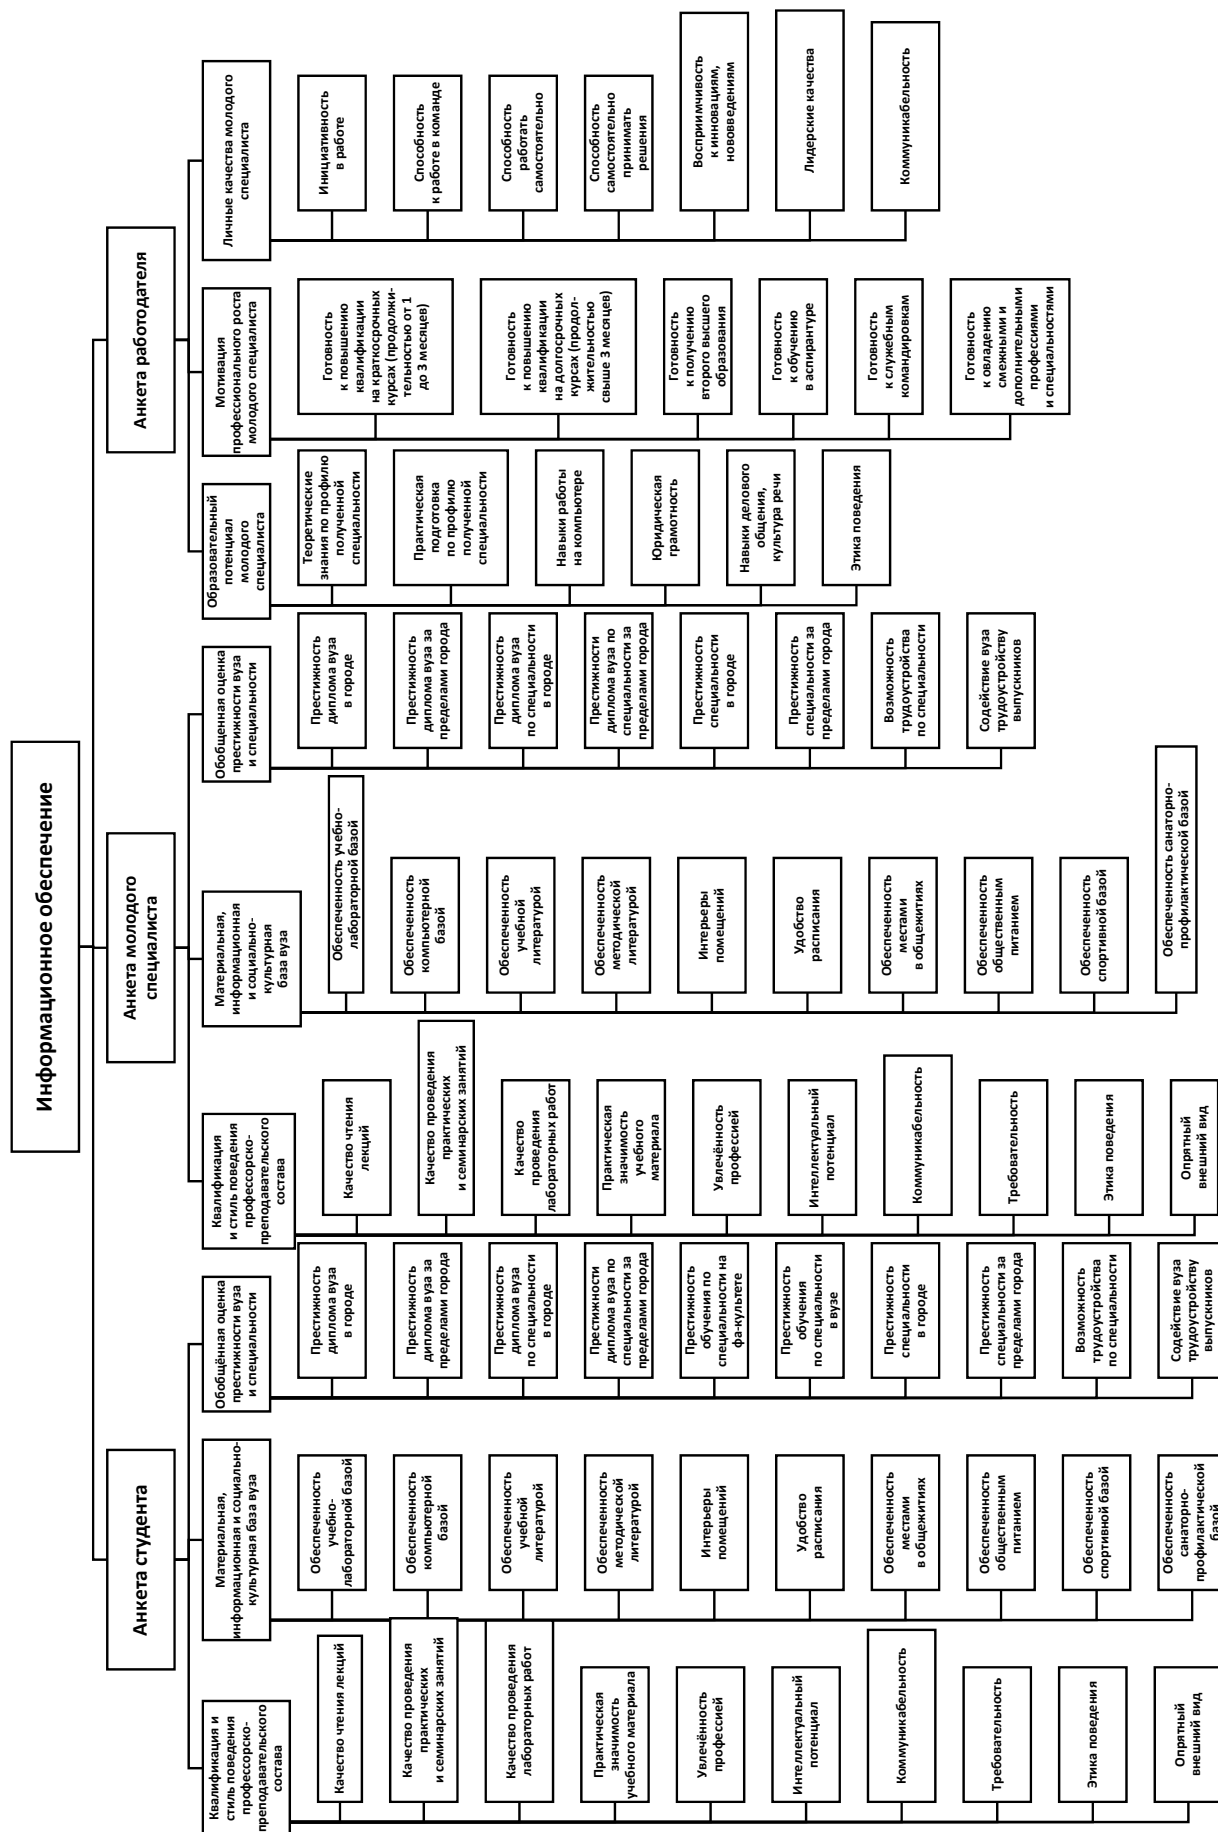 Информационное обеспечение
Анкета студента
Квалификация и
стиль поведения
профессорско-
преподавательского
состава
Качество чтения лекций
Качество проведения
практических
и семинарских занятий
Качество проведения
лабораторных работ
Практическая
значимость
учебного материала
Увлечённость
профессией
Интеллектуальный
потенциал
Коммуникабельность
Требовательность
Этика поведения
Опрятный
внешний вид
Материальная,
информационная и социально-
культурная база вуза
Обеспеченность
учебно-
лабораторной базой
Обеспеченность
компьютерной
базой
Обеспеченность
учебной
литературой
Обеспеченность
методической
литературой
Интерьеры
помещений
Удобство
расписания
Обеспеченность
местами
в общежитиях
Обеспеченность
общественным
питанием
Обеспеченность
спортивной базой
Обеспеченность
санаторно-
профилактической
базой
Обобщённая оценка
престижности вуза
и специальности
Престижность
диплома вуза
в городе
Престижность
диплома вуза за
пределами города
Престижность
диплома вуза
по специальности
в городе
Престижности
диплома вуза по
специальности за
пределами города
Престижность
обучения по
специальности на
фа-культете
Престижность
обучения
по специальности
в вузе
Престижность
специальности
в городе
Престижность
специальности за
пределами города
Возможность
трудоустройства
по специальности
Содействие вуза
трудоустройству
выпускников
Анкета молодого
специалиста
Квалификация
и стиль поведения
профессорско-
преподавательского
состава
Качество чтения
лекций
Качество проведения
практических
и семинарских занятий
Качество
проведения
лабораторных работ
Практическая
значимость
учебного
материала
Увлечённость
профессией
Интеллектуальный
потенциал
Коммуникабельность
Требовательность
Этика поведения
Опрятный
внешний вид
Материальная,
информационная
и социально-
культурная
база вуза
Обеспеченность учебно-
лабораторной базой
Обеспеченность
компьютерной
базой
Обеспеченность
учебной
литературой
Обеспеченность
методической
литературой
Интерьеры
помещений
Удобство
расписания
Обеспеченность
местами
в общежитиях
Обеспеченность
общественным
питанием
Обеспеченность
спортивной базой
Обеспеченность санаторно-
профилактической базой
Обобщенная оценка
престижности вуза
и специальности
Престижность
диплома вуза
в городе
Престижность
диплома вуза за
пределами города
Престижность
диплома вуза
по специальности
в городе
Престижности
диплома вуза по
специальности за
пределами города
Престижность
специальности
в городе
Престижность
специальности за
пределами города
Возможность
трудоустройства
по специальности
Содействие вуза
трудоустройству
выпускников
Анкета работодателя
Образовательный
потенциал
молодого
специалиста
Теоретические
знания по профилю
полученной
специальности
Практическая
подготовка
по профилю
полученной
специальности
Навыки работы
на компьютере
Юридическая
грамотность
Навыки делового
общения,
культура речи
Этика поведения
Мотивация
профессионального роста
молодого специалиста
Готовность
к повышению
квалификации
на краткосрочных
курсах (продолжи-
тельностью от 1
до 3 месяцев)
Готовность
к повышению
квалификации
на долгосрочных
курсах (продол-
жительностью
свыше 3 месяцев)
Готовность
к получению
второго высшего
образования
Готовность
к обучению
в аспирантуре
Готовность
к служебным
командировкам
Готовность
к овладению
смежными и
дополнительными
профессиями
и специальностями
Личные качества молодого
специалиста
Инициативность
в работе
Способность
к работе в команде
Способность
работать
самостоятельно
Способность
самостоятельно
принимать
решения
Восприимчивость
к инновациям,
нововведениям
Лидерские качества
Коммуникабельность